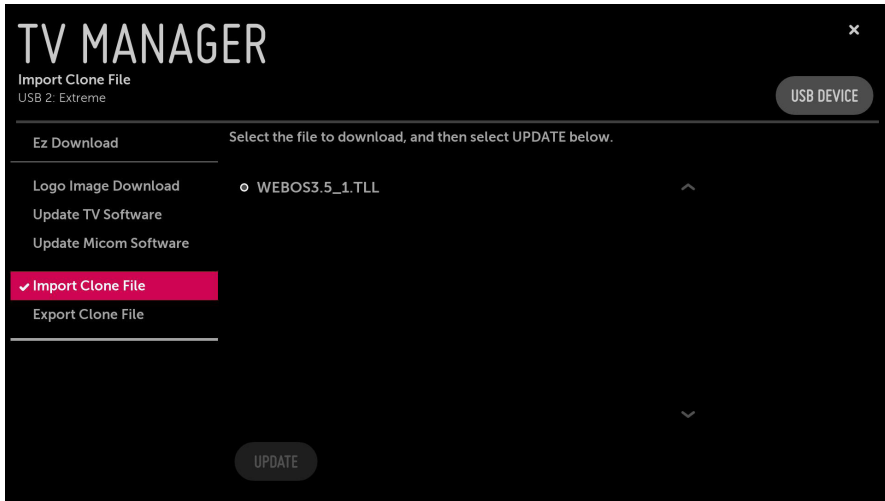 TV MANAGER
Import Clone File
USB 2: Extreme
USB DEVICE
Ez Download
Logo Image Download
Update TV Software
Update Micom Software
Import Clone File
Export Clone File
Select the file to download, and then select UPDATE below.
WEBOS3.5_1.TLL
UPDATE